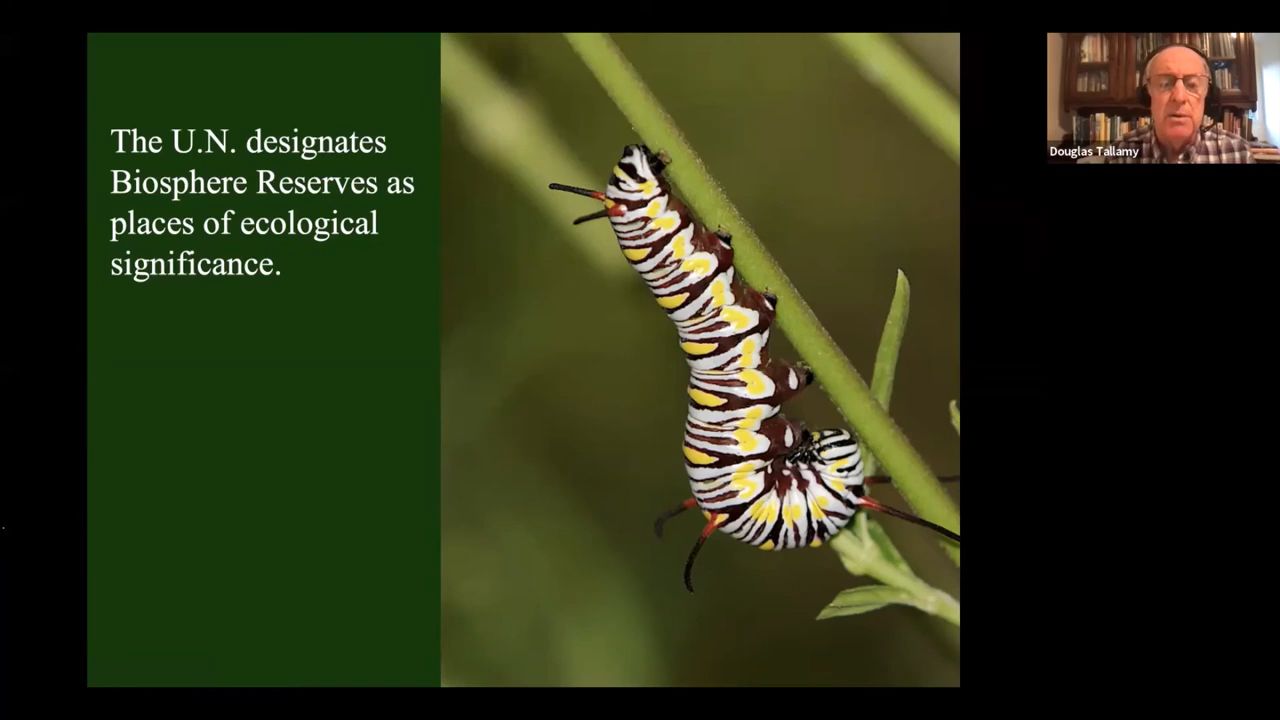 The U.N. designates
Biosphere Reserves as
places of ecological
significance.
Douglas Tallamy